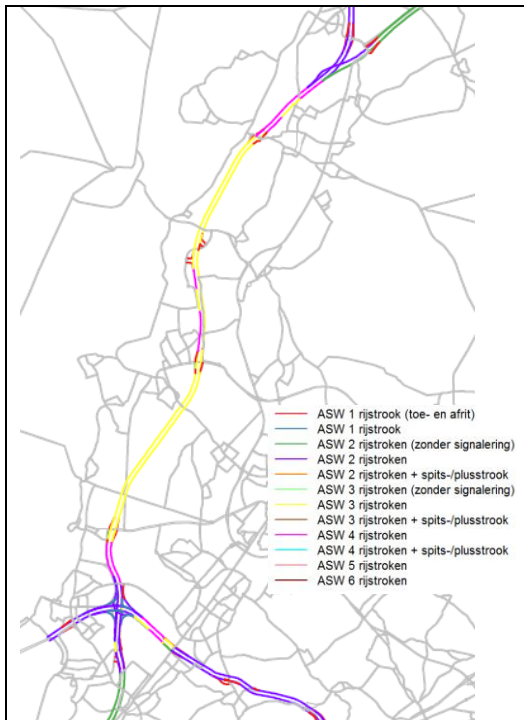 ASW 1 rijstrook (toe- en afrit)
ASW 1 rijstrook
ASW 2 rijstroken (zonder signalering)
ASW 2 rijstroken
ASW 2 rijstroken + spits-/plusstrook
ASW 3 rijstroken (zonder signalering)
ASW 3 rijstroken
ASW 3 rijstroken + spits-/plusstrook
ASW 4 rijstroken
ASW 4 rijstroken + spits-/plusstrook
ASW 5 rijstroken
ASW 6 rijstroken